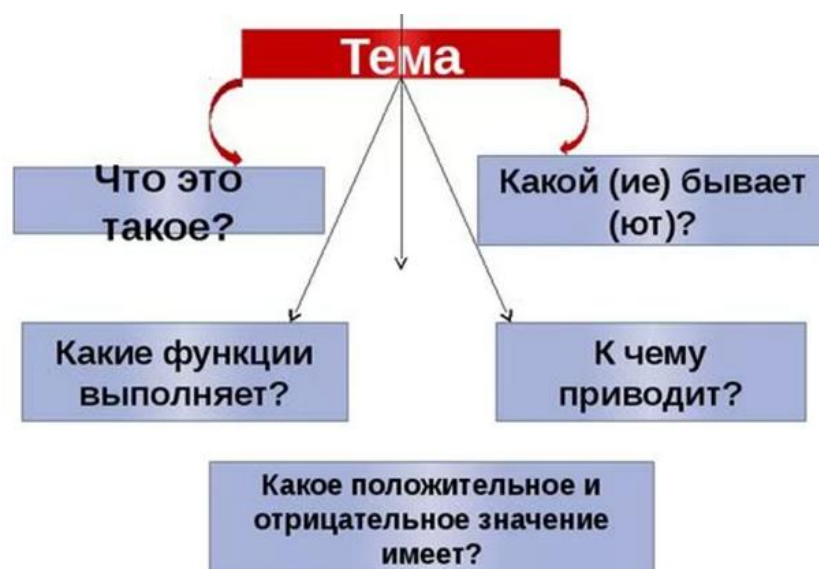 Тема
Что это
такое?
Какой (ие) бывает
(ют)?
Какие функции
выполняет?
К чему
приводит?
Какое положительное и
отрицательное значение
имеет?